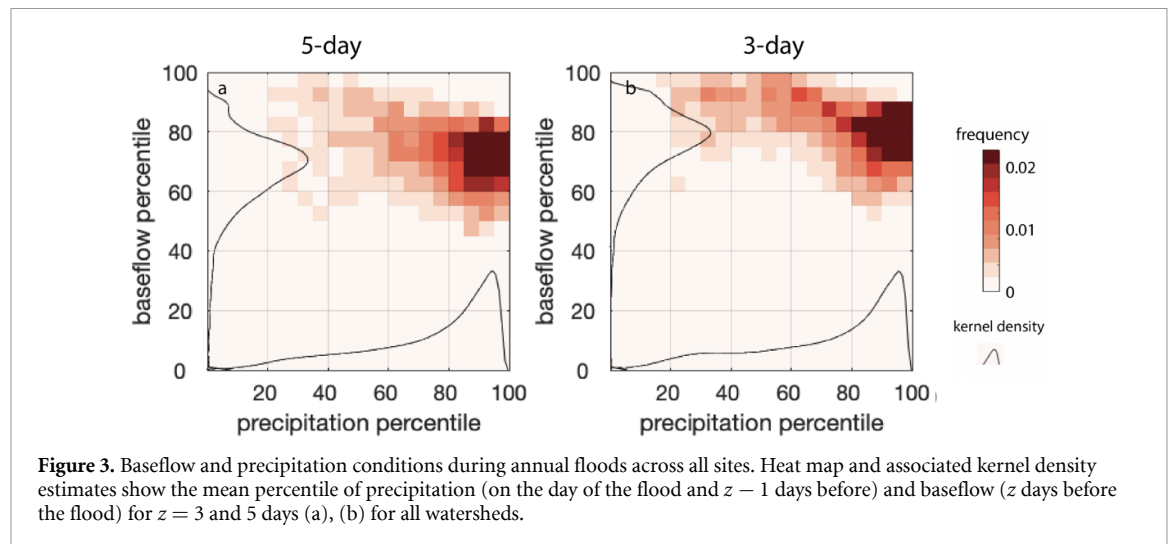 5-day
3-day
100
80
60
40
20
0
a
baseflow percentile
20 40 60 80 100
precipitation percentile
100
80
60
40
20
0
b
baseflow percentile
20 40 60 80 100
precipitation percentile
frequency
0.02
0.01
0
kernel density
Figure 3. Baseflow and precipitation conditions during annual floods across all sites. Heat map and associated kernel density
estimates show the mean percentile of precipitation (on the day of the flood and z − 1 days before) and baseflow (z days before
the flood) for z = 3 and 5 days (a), (b) for all watersheds.